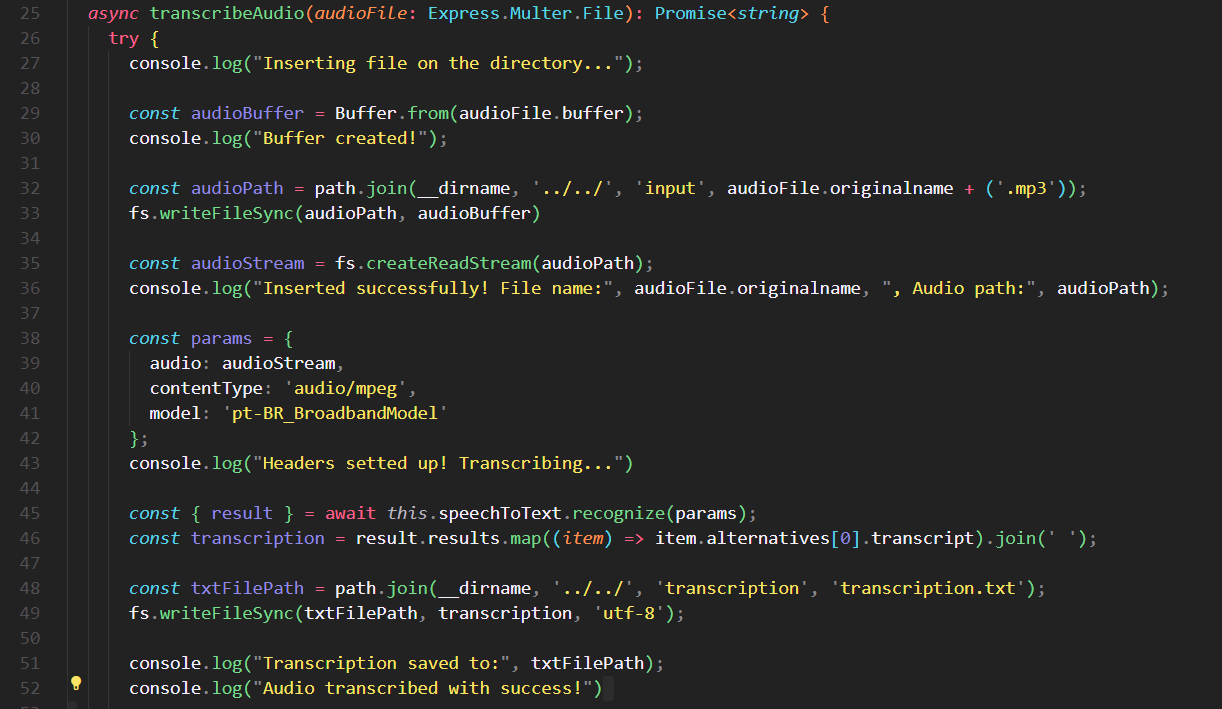 25 async transcribeAudio(audioFile: Express.Multer.File): Promise<string> {
26 try {
27 console.log("Inserting file on the directory...");
28
29 const audioBuffer = Buffer.from(audioFile.buffer);
30 console.log("Buffer created!");
31
32 const audioPath = path.join(__dirname, '../../', 'input', audioFile.originalname + ('.mp3'));
33 fs.writeFileSync(audioPath, audioBuffer)
34
35 const audioStream = fs.createReadStream(audioPath);
36 console.log("Inserted successfully! File name:", audioFile.originalname, ", Audio path:", audioPath);
37
38 const params = {
39 audio: audioStream,
40 contentType: 'audio/mpeg',
41 model: 'pt-BR_BroadbandModel'
42 };
43 console.log("Headers setted up! Transcribing...")
44
45 const { result } = await this.speechToText.recognize(params);
46 const transcription = result.results.map((item) => item.alternatives[0].transcript).join(' ');
47
48 const txtFilePath = path.join(__dirname, '../../', 'transcription', 'transcription.txt');
49 fs.writeFileSync(txtFilePath, transcription, 'utf-8');
50
51 console.log("Transcription saved to:", txtFilePath);
52 console.log("Audio transcribed with success!")